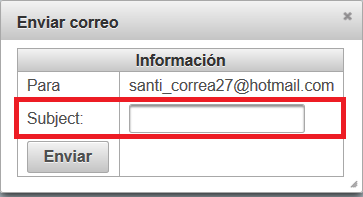 Enviar correo
Información
Para santi_correa27@hotmail.com
Subject:
Enviar